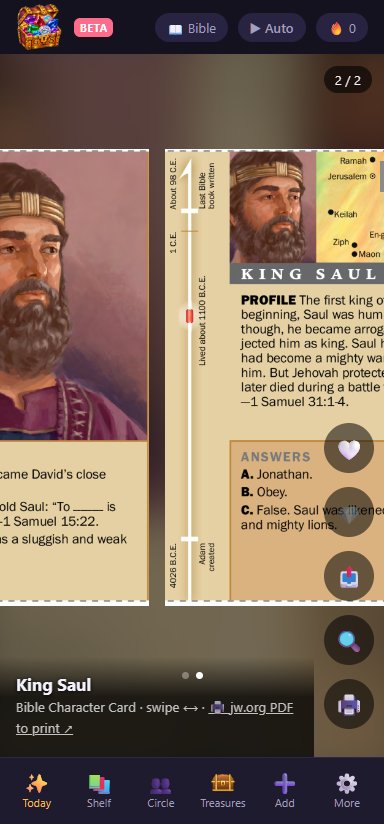 BETA
Bible
Auto
0
2 / 2
came David's close
old Saul: “To _____ is
-1 Samuel 15:22.
as a sluggish and weak
About 98 C.E.
Last Bible
book written
1 C.E.
Lived about 1100 B.C.E.
4026 B.C.E.
Adam
created
Ramah
Jerusalem
Keilah
En-g
Ziph
Maon
KING SAUL
PROFILE The first king of
beginning, Saul was hum
though, he became arrog
jected him as king. Saul h
had become a mighty wa
him. But Jehovah protect
later died during a battle
—1 Samuel 31:1-4.
ANSWERS
A. Jonathan.
B. Obey.
C. False. Saul was likened
and mighty lions.
King Saul
Bible Character Card · swipe ↔ · jw.org PDF
to print ↗
Today
Shelf
Circle
Treasures
Add
More